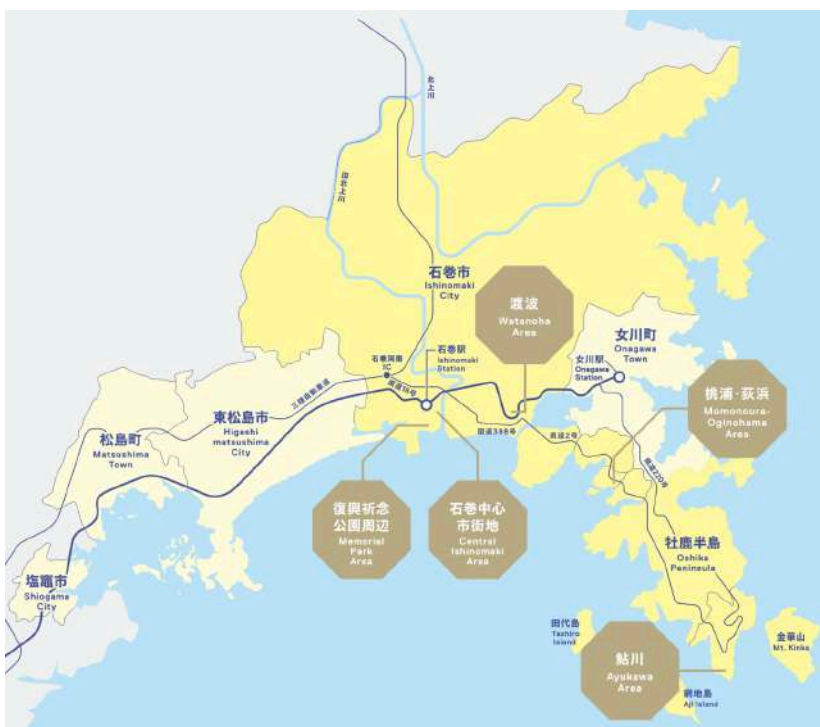 北上川
旧北上川
石巻市
Ishinomaki
City
渡波
Watanoha
Area
女川町
Onagawa
Town
石巻河南
IC
石巻駅
Ishinomaki
Station
女川駅
Onagawa
Station
三陸自動車道
県道16号
桃浦・荻浜
Momonoura-
Oginohama
Area
東松島市
Higashi
matsushima
City
松島町
Matsushima
Town
国道398号
県道2号
県道220号
復興祈念
公園周辺
Memorial
Park
Area
石巻中心
市街地
Central
Ishinomaki
Area
牡鹿半島
Oshika
Peninsula
塩竈市
Shiogama
City
田代島
Tashiro
Island
金華山
Mt. Kinka
鮎川
Ayukawa
Area
網地島
Aji Island